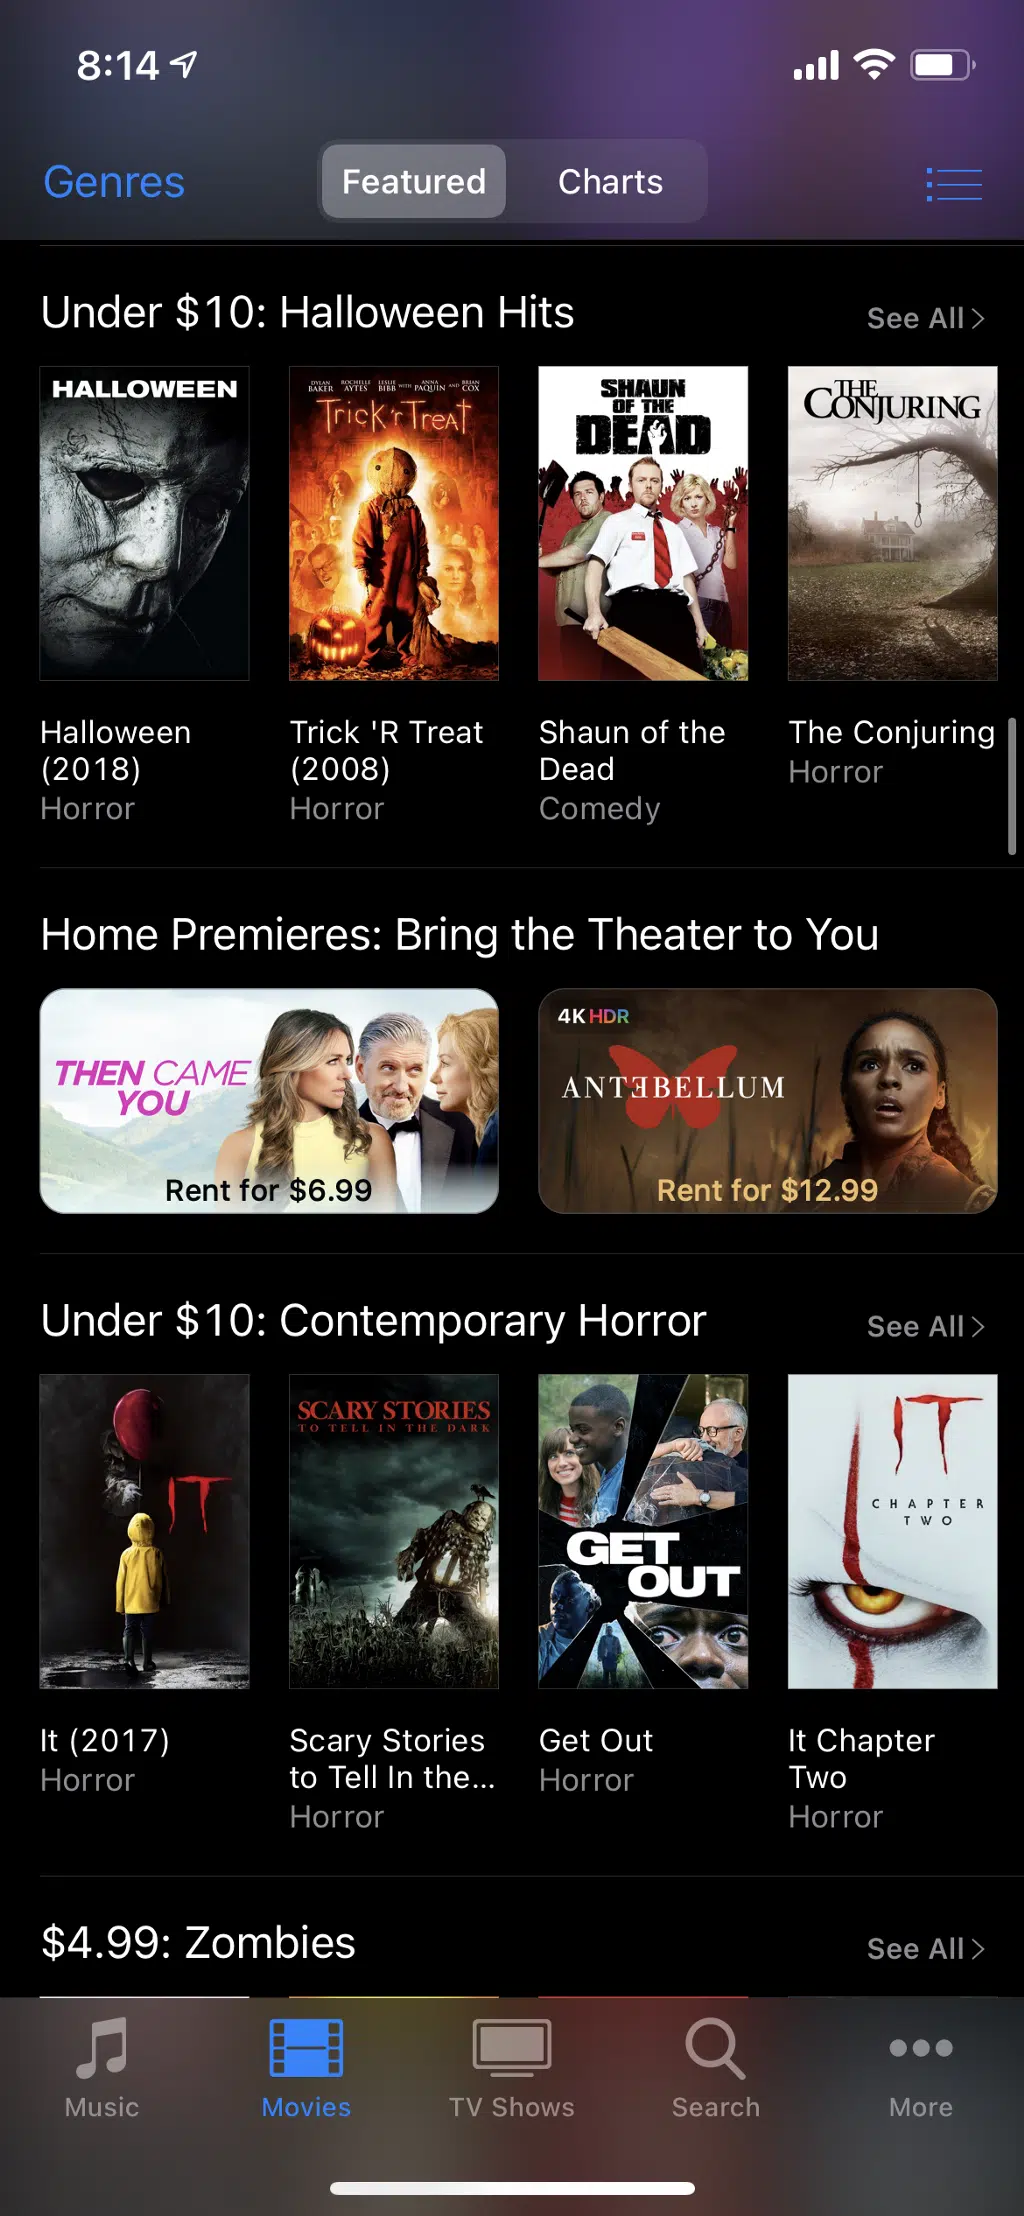 8:14
Genres
Featured
Charts
Under $10: Halloween Hits
See All
HALLOWEEN
DYLAN BAKER ROCHELLE AYTES LESLIE BIBB WITH ANNA PAQUIN AND BRIAN COX
Trick 'r Treat
SHAUN
OF THE
DEAD
THE
CONJURING
Halloween
(2018)
Horror
Trick 'R Treat
(2008)
Horror
Shaun of the
Dead
Comedy
The Conjuring
Horror
Home Premieres: Bring the Theater to You
THEN CAME
YOU
Rent for $6.99
4K HDR
ANTƎBELLUM
Rent for $12.99
Under $10: Contemporary Horror
See All
IT
SCARY STORIES
TO TELL IN THE DARK
GET
OUT
IT
CHAPTER
TWO
It (2017)
Horror
Scary Stories
to Tell In the...
Horror
Get Out
Horror
It Chapter
Two
Horror
$4.99: Zombies
See All
Music
Movies
TV Shows
Search
More